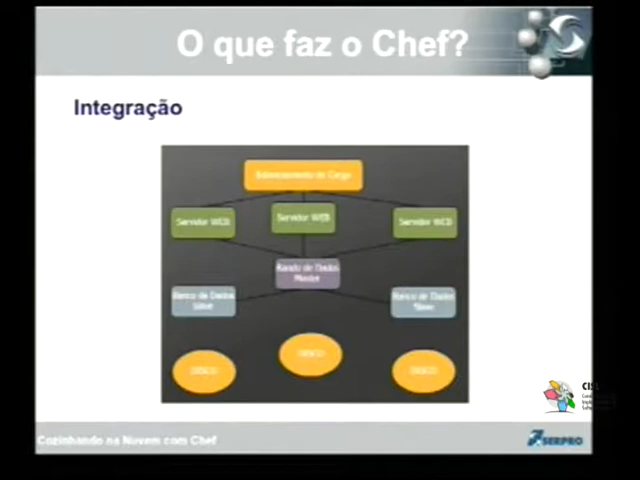 O que faz o Chef?
Integração
Balanceamento de Carga
Servidor WEB
Servidor WEB
Servidor WEB
Banco de Dados
Master
Banco de Dados
Slave
Banco de Dados
Slave
DISCO
DISCO
DISCO
CISL
Cozinhando na Nuvem com Chef
SERPRO